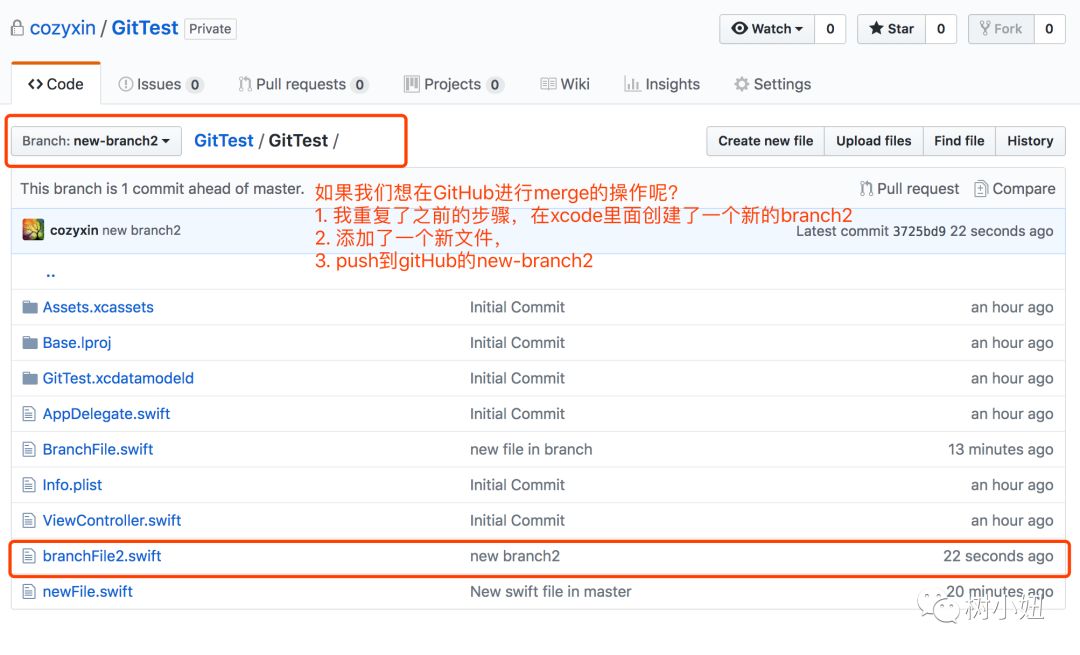 cozyxin / GitTest Private
Watch 0 Star 0 Fork 0
Code Issues 0 Pull requests 0 Projects 0 Wiki Insights Settings
Branch: new-branch2 GitTest / GitTest /
Create new file Upload files Find file History
This branch is 1 commit ahead of master.
Pull request Compare
如果我们想在GitHub进行merge的操作呢?
1. 我重复了之前的步骤，在xcode里面创建了一个新的branch2
cozyxin new branch2
Latest commit 3725bd9 22 seconds ago
2. 添加了一个新文件，
3. push到gitHub的new-branch2
..
Assets.xcassets Initial Commit an hour ago
Base.lproj Initial Commit an hour ago
GitTest.xcdatamodeld Initial Commit an hour ago
AppDelegate.swift Initial Commit an hour ago
BranchFile.swift new file in branch 13 minutes ago
Info.plist Initial Commit an hour ago
ViewController.swift Initial Commit an hour ago
branchFile2.swift new branch2 22 seconds ago
newFile.swift New swift file in master 20 minutes ago
树小妞